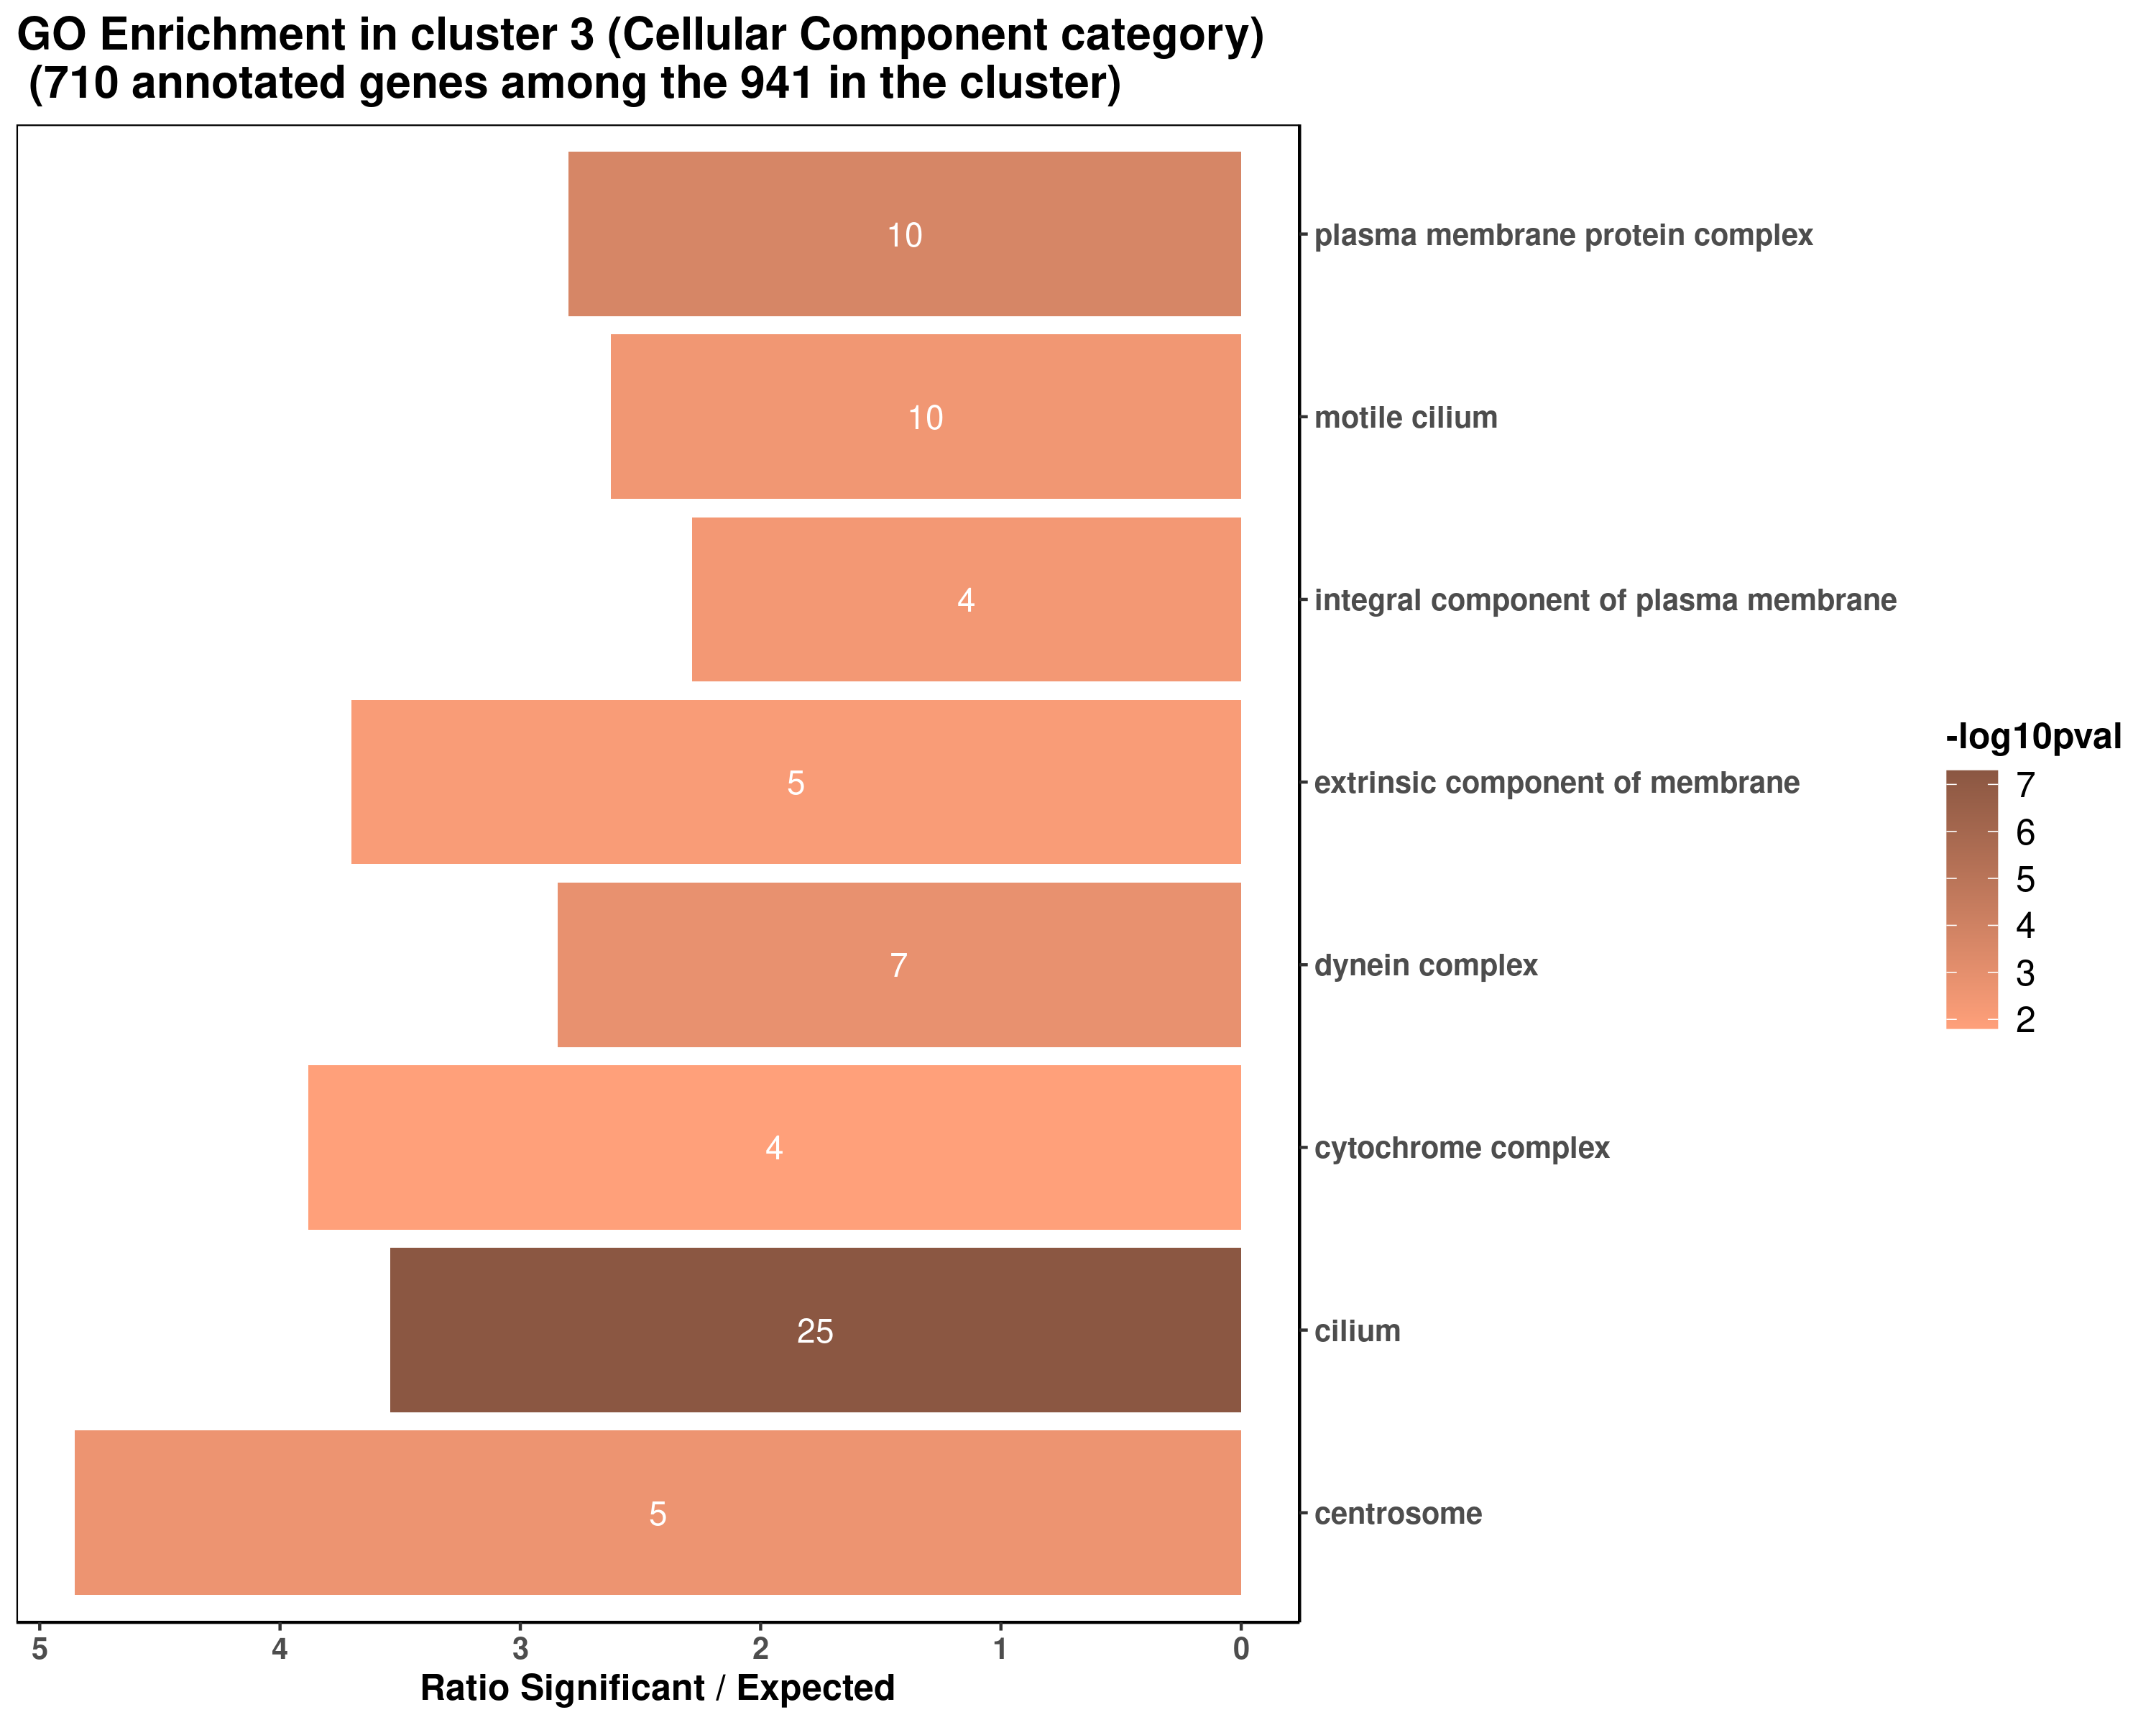 GO Enrichment in cluster 3 (Cellular Component category)
(710 annotated genes among the 941 in the cluster)
10
plasma membrane protein complex
10
motile cilium
4
integral component of plasma membrane
5
extrinsic component of membrane
7
dynein complex
4
cytochrome complex
25
cilium
5
centrosome
5 4 3 2 1 0
Ratio Significant / Expected
-log10pval
7
6
5
4
3
2